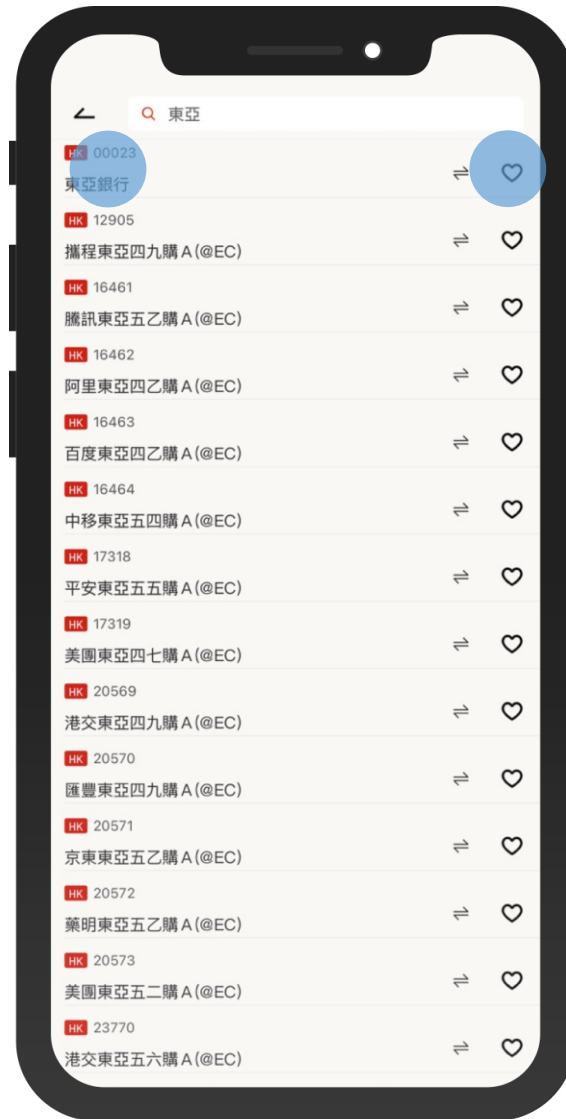 東亞
HK 00023
東亞銀行
HK 12905
攜程東亞四九購A(@EC)
HK 16461
騰訊東亞五乙購A(@EC)
HK 16462
阿里東亞四乙購A(@EC)
HK 16463
百度東亞四乙購A(@EC)
HK 16464
中移東亞五四購A(@EC)
HK 17318
平安東亞五五購A(@EC)
HK 17319
美團東亞四七購A(@EC)
HK 20569
港交東亞四九購A(@EC)
HK 20570
匯豐東亞四九購A(@EC)
HK 20571
京東東亞五乙購A(@EC)
HK 20572
藥明東亞五乙購A(@EC)
HK 20573
美團東亞五二購A(@EC)
HK 23770
港交東亞五六購A(@EC)